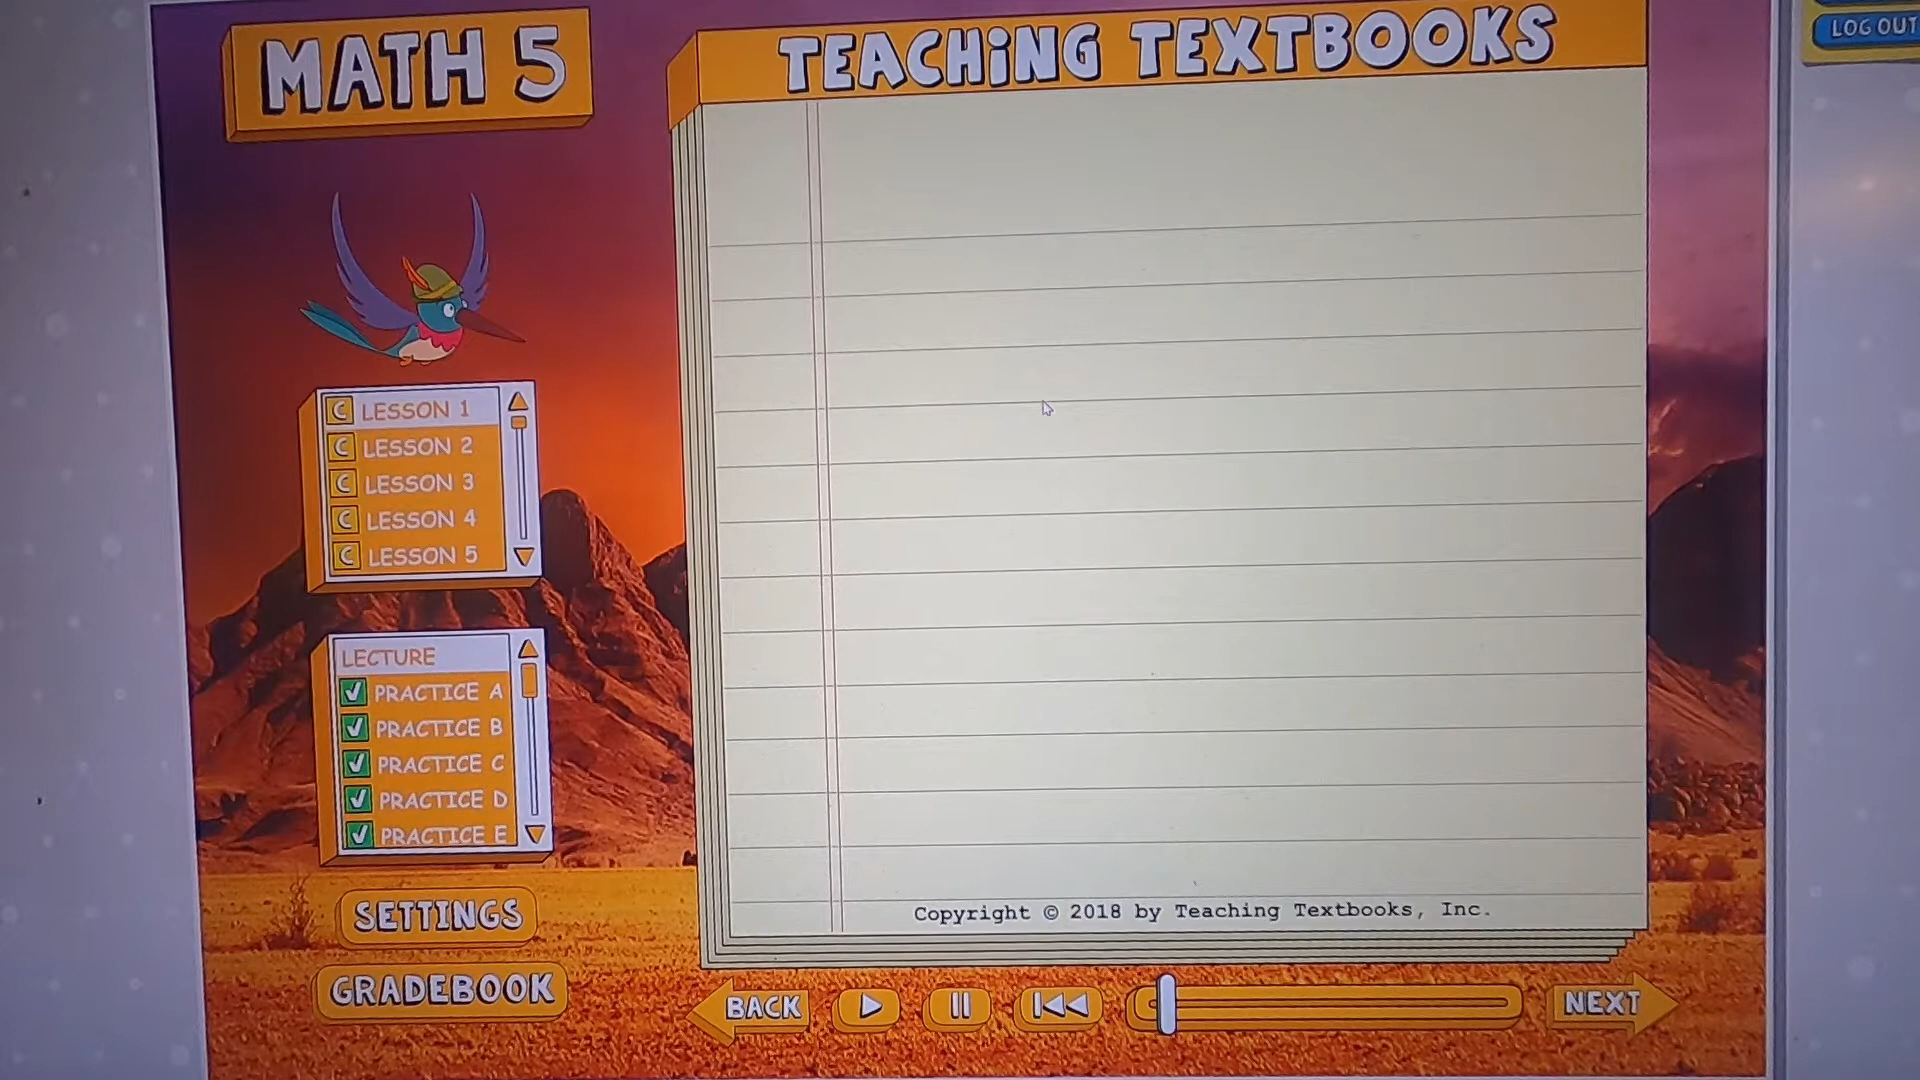 MATH 5
TEACHING TEXTBOOKS
LOG OUT
C LESSON 1
C LESSON 2
C LESSON 3
C LESSON 4
C LESSON 5
LECTURE
PRACTICE A
PRACTICE B
PRACTICE C
PRACTICE D
PRACTICE E
SETTINGS
GRADEBOOK
Copyright © 2018 by Teaching Textbooks, Inc.
BACK
NEXT